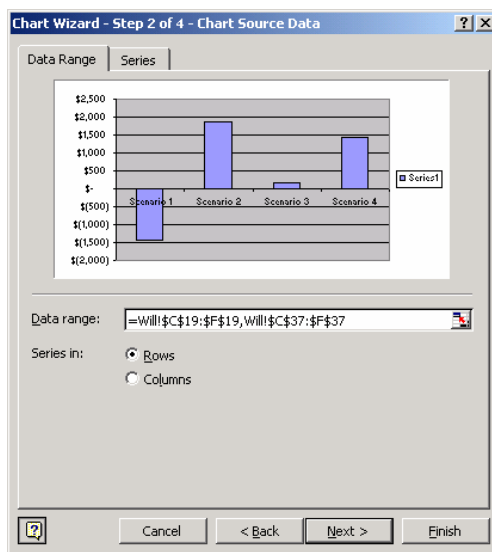 Chart Wizard - Step 2 of 4 - Chart Source Data
Data Range
Series
$2,500
$2,000
$1,500
$1,000
$500
$-
$(500)
$(1,000)
$(1,500)
$(2,000)
Scenario 1
Scenario 2
Scenario 3
Scenario 4
Series1
Data range:
=Will!$C$19:$F$19,Will!$C$37:$F$37
Series in:
Rows
Columns
Cancel
< Back
Next >
Finish